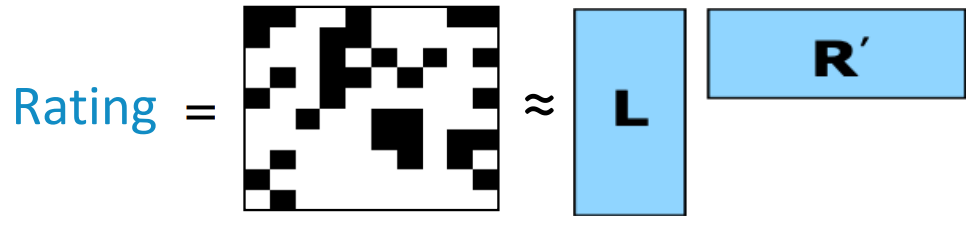 Rating = ≈ L R′